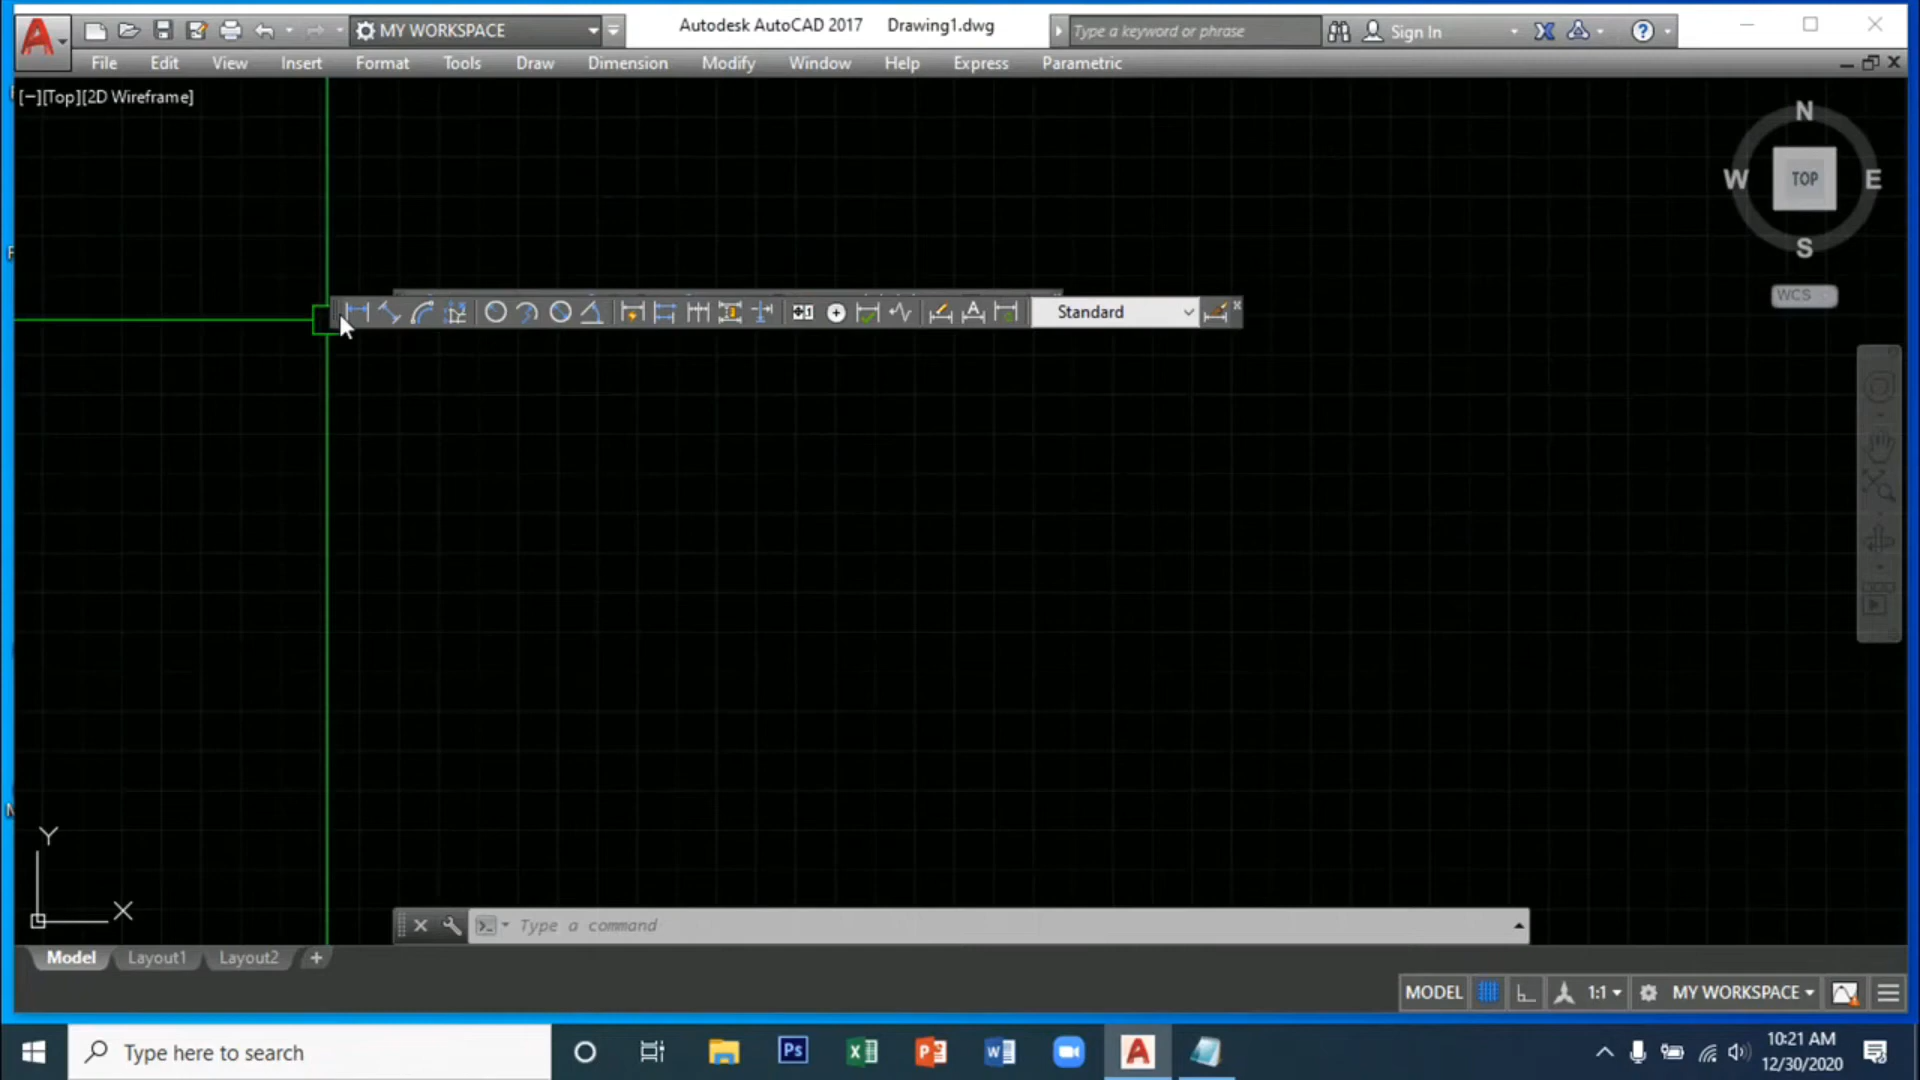 MY WORKSPACE
Autodesk AutoCAD 2017 Drawing1.dwg
Type a keyword or phrase
Sign In
File Edit View Insert Format Tools Draw Dimension Modify Window Help Express Parametric
[−][Top][2D Wireframe]
N
W TOP E
S
WCS
Standard
Y
X
Type a command
Model Layout1 Layout2 +
MODEL 1:1 MY WORKSPACE
Type here to search
Ps
10:21 AM
12/30/2020